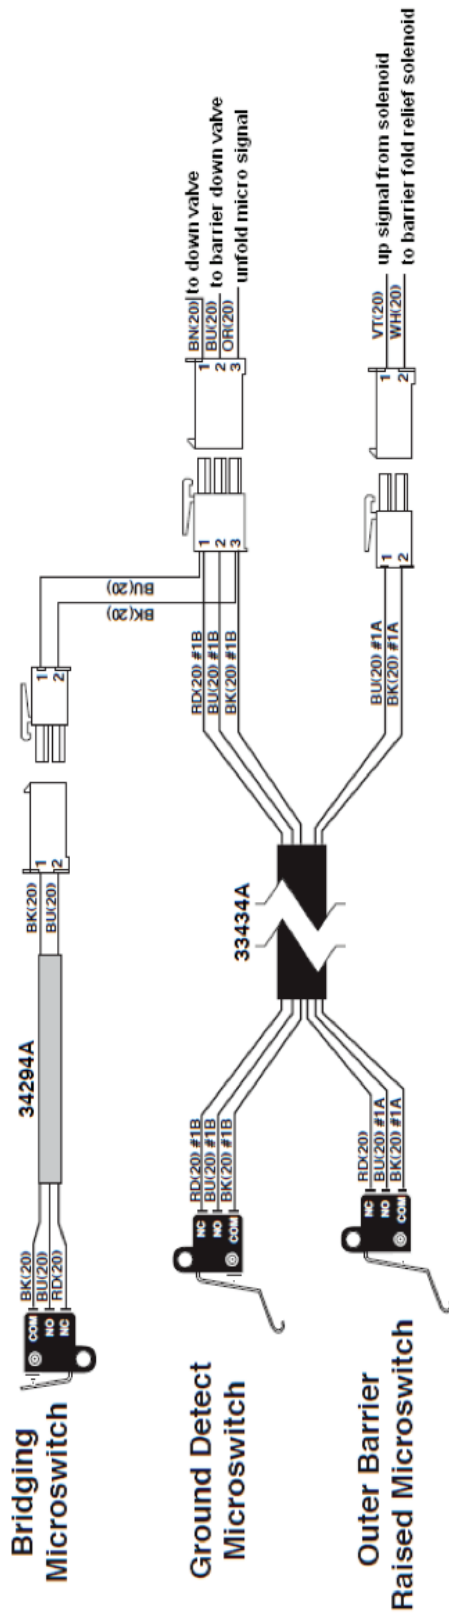 Bridging
Microswitch
COM
NO
NC
BK(20)
BU(20)
RD(20)
34294A
BK(20)
BU(20)
1
2
1
2
BU(20)
BK(20)
Ground Detect
Microswitch
NC
NO
COM
RD(20) #1B
BU(20) #1B
BK(20) #1B
33434A
RD(20) #1B
BU(20) #1B
BK(20) #1B
1
2
3
1
2
3
BN(20) to down valve
BU(20) to barrier down valve
OR(20) unfold micro signal
Outer Barrier
Raised Microswitch
NC
NO
COM
RD(20)
BU(20) #1A
BK(20) #1A
BU(20) #1A
BK(20) #1A
1
2
1
2
VT(20) up signal from solenoid
WH(20) to barrier fold relief solenoid